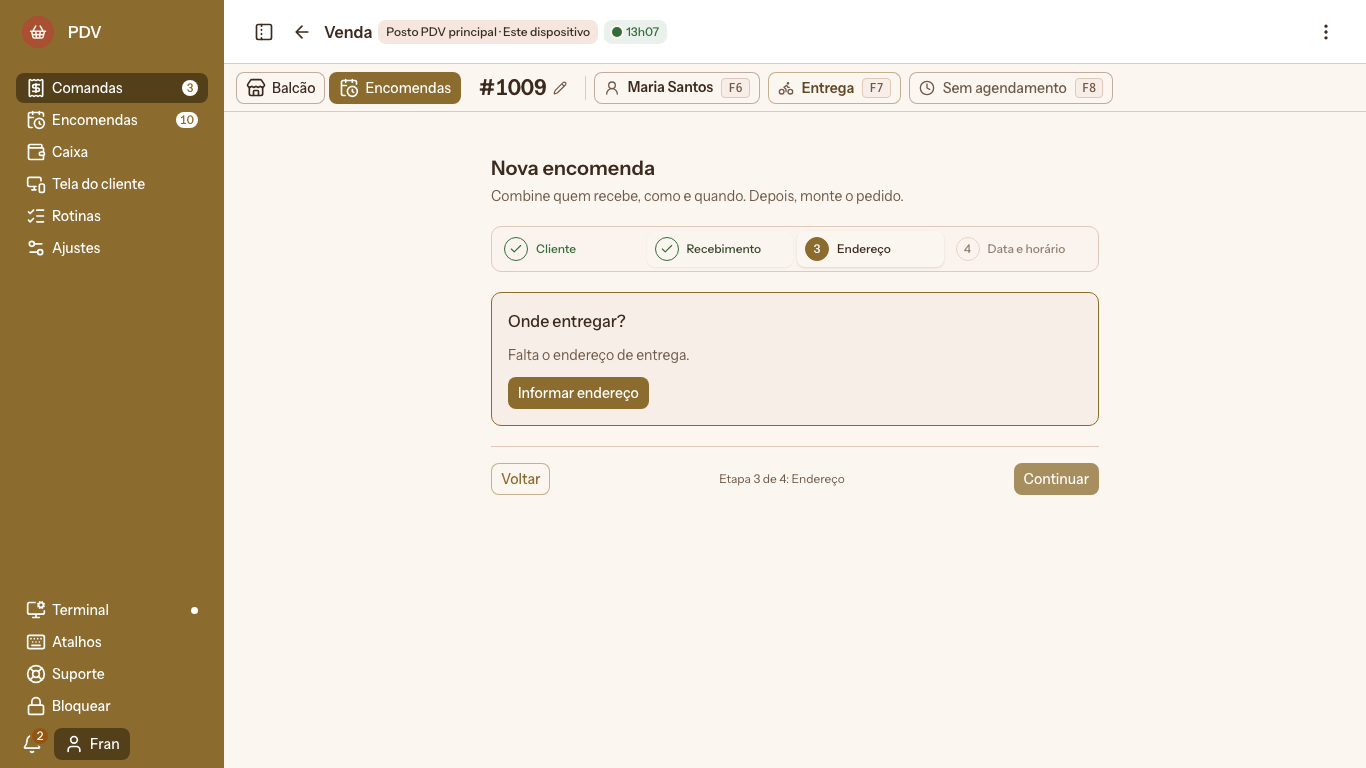 PDV
Comandas 3
Encomendas 10
Caixa
Tela do cliente
Rotinas
Ajustes
Terminal
Atalhos
Suporte
Bloquear
2
Fran
Venda Posto PDV principal · Este dispositivo 13h07
Balcão Encomendas #1009 Maria Santos F6 Entrega F7 Sem agendamento F8
Nova encomenda
Combine quem recebe, como e quando. Depois, monte o pedido.
Cliente Recebimento 3 Endereço 4 Data e horário
Onde entregar?
Falta o endereço de entrega.
Informar endereço
Voltar Etapa 3 de 4: Endereço Continuar